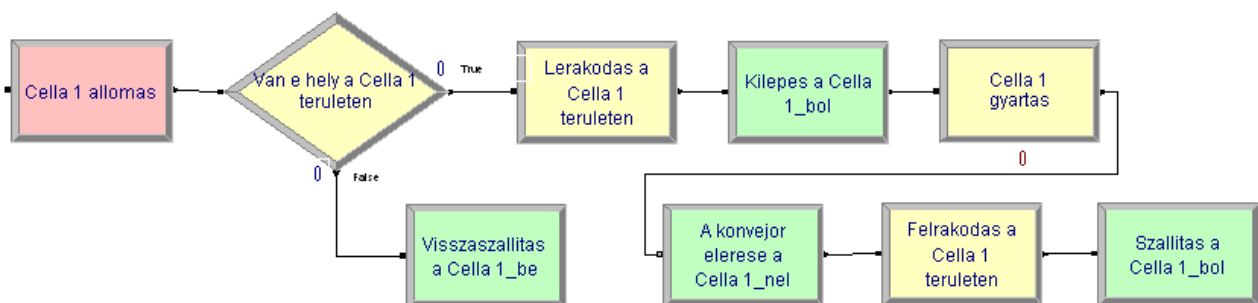 Cella 1 allomas
Van e hely a Cella 1
teruleten
0
True
0
False
Lerakodas a
Cella 1
teruleten
Kilepes a Cella
1_bol
Cella 1
gyartas
0
Visszaszallitas
a Cella 1_be
A konvejor
elerese a
Cella 1_nel
Felrakodas a
Cella 1
teruleten
Szallitas a
Cella 1_bol